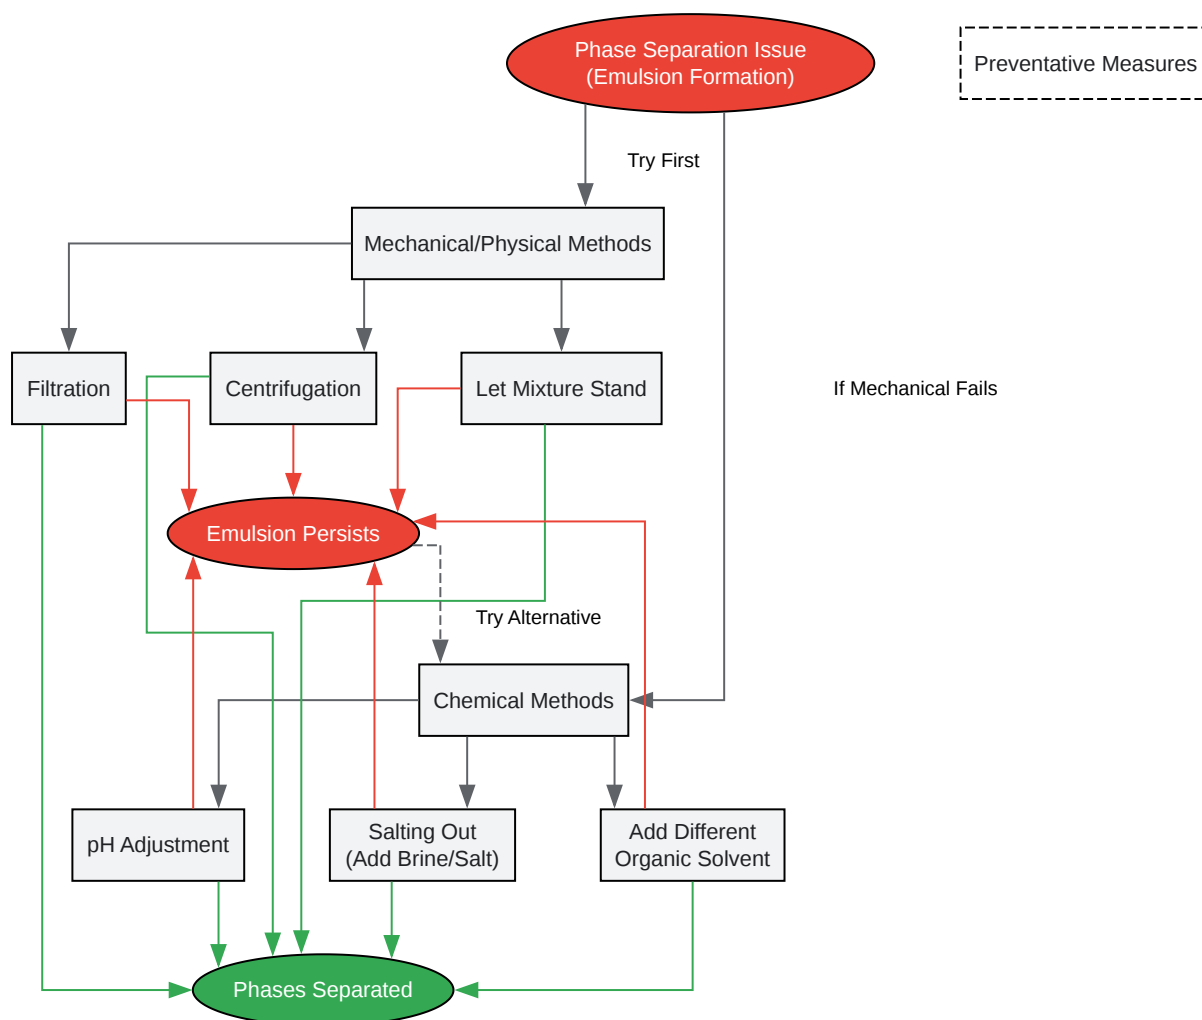 Phase Separation Issue
(Emulsion Formation)
Preventative Measures
Try First
Mechanical/Physical Methods
Filtration
Centrifugation
Let Mixture Stand
If Mechanical Fails
Emulsion Persists
Try Alternative
Chemical Methods
pH Adjustment
Salting Out
(Add Brine/Salt)
Add Different
Organic Solvent
Phases Separated